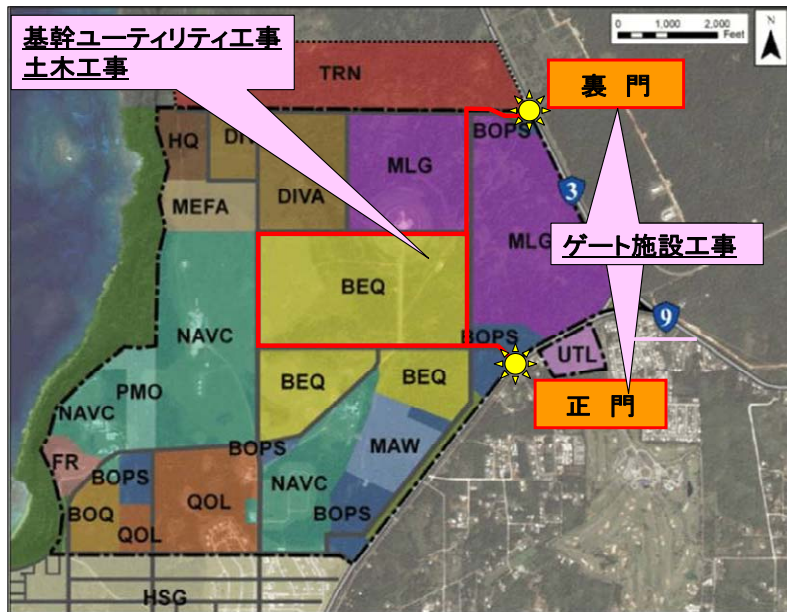 基幹ユーティリティ工事
土木工事
0 1,000 2,000
Feet
N
TRN
裏 門
HQ
DIV
BOPS
MLG
3
DIVA
MEFA
MLG
ゲート施設工事
BEQ
NAVC
9
BOPS
UTL
BEQ
BEQ
PMO
NAVC
正 門
BOPS
MAW
FR
BOPS
NAVC
QOL
BOQ
BOPS
QOL
HSG